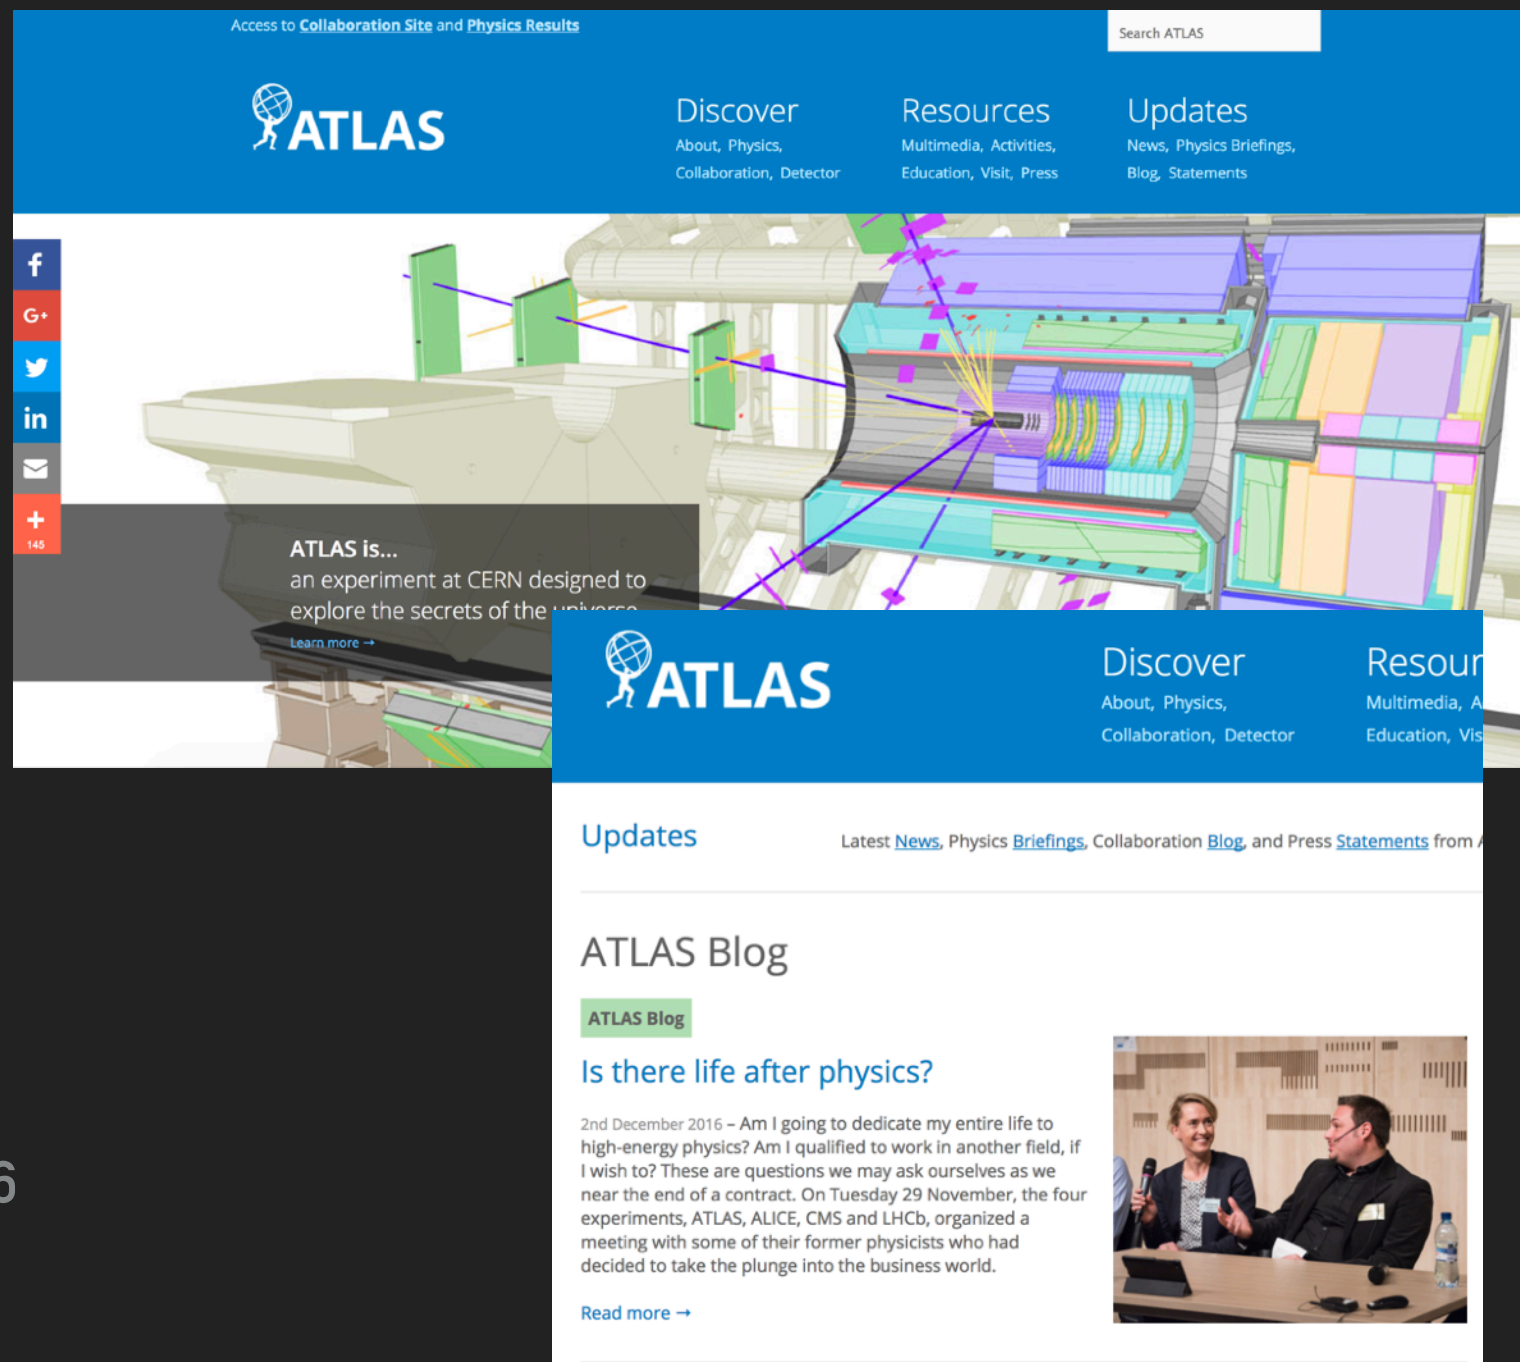 Access to Collaboration Site and Physics Results
Search ATLAS
ATLAS
Discover
About, Physics,
Collaboration, Detector
Resources
Multimedia, Activities,
Education, Visit, Press
Updates
News, Physics Briefings,
Blog, Statements
f
G+
in
+
145
ATLAS is...
an experiment at CERN designed to
explore the secrets of the universe
Learn more →
ATLAS
Discover
About, Physics,
Collaboration, Detector
Resour
Multimedia, A
Education, Vis
Updates
Latest News, Physics Briefings, Collaboration Blog, and Press Statements from A
ATLAS Blog
ATLAS Blog
Is there life after physics?
2nd December 2016 – Am I going to dedicate my entire life to
high-energy physics? Am I qualified to work in another field, if
I wish to? These are questions we may ask ourselves as we
near the end of a contract. On Tuesday 29 November, the four
experiments, ATLAS, ALICE, CMS and LHCb, organized a
meeting with some of their former physicists who had
decided to take the plunge into the business world.
Read more →
6